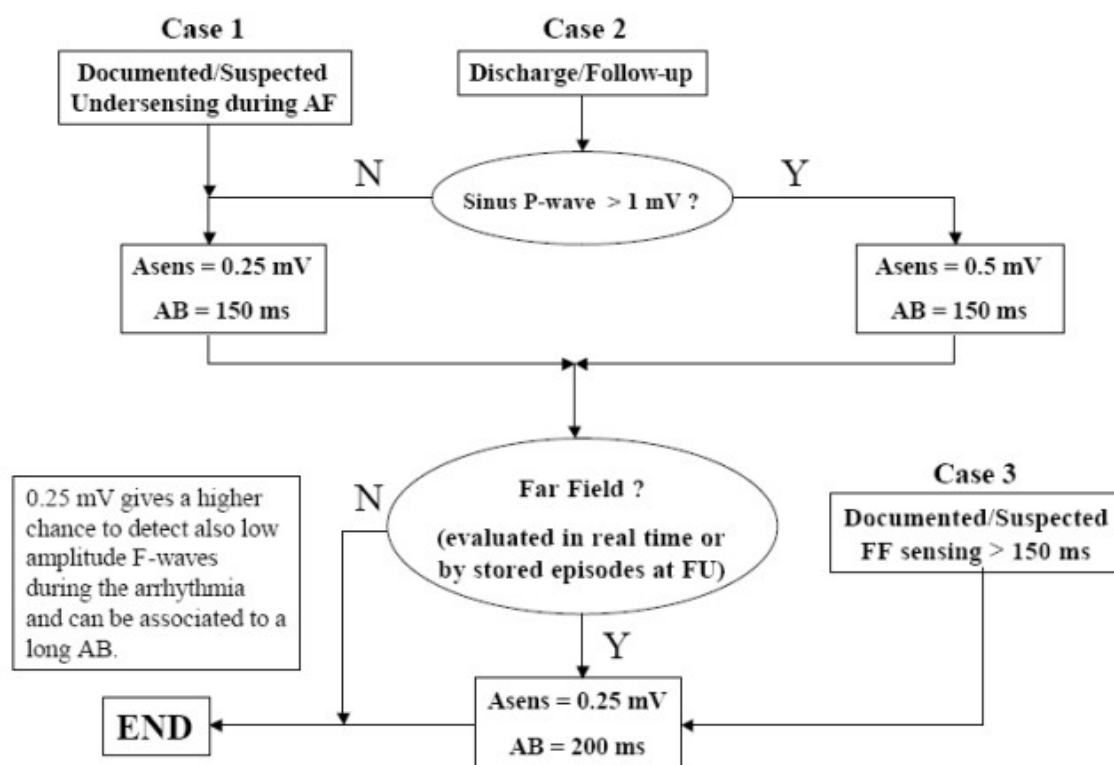 Case 1
Documented/Suspected
Undersensing during AF
Case 2
Discharge/Follow-up
N
Y
Sinus P-wave > 1 mV ?
Asens = 0.25 mV
AB = 150 ms
Asens = 0.5 mV
AB = 150 ms
0.25 mV gives a higher
chance to detect also low
amplitude F-waves
during the arrhythmia
and can be associated to a
long AB.
N
Far Field ?
(evaluated in real time or
by stored episodes at FU)
Case 3
Documented/Suspected
FF sensing > 150 ms
Y
END
Asens = 0.25 mV
AB = 200 ms